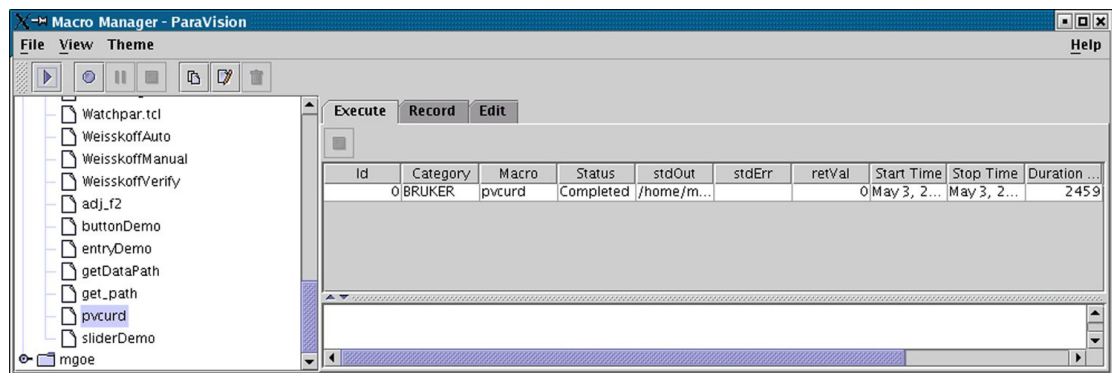 Macro Manager - ParaVision
File View Theme Help
Execute Record Edit
Watchpar.tcl
WeisskoffAuto
WeisskoffManual
WeisskoffVerify
adj_f2
buttonDemo
entryDemo
getDataPath
get_path
pvcurd
sliderDemo
mgoe
Id Category Macro Status stdOut stdErr retVal Start Time Stop Time Duration ...
0 BRUKER pvcurd Completed /home/m... 0 May 3, 2... May 3, 2... 2459